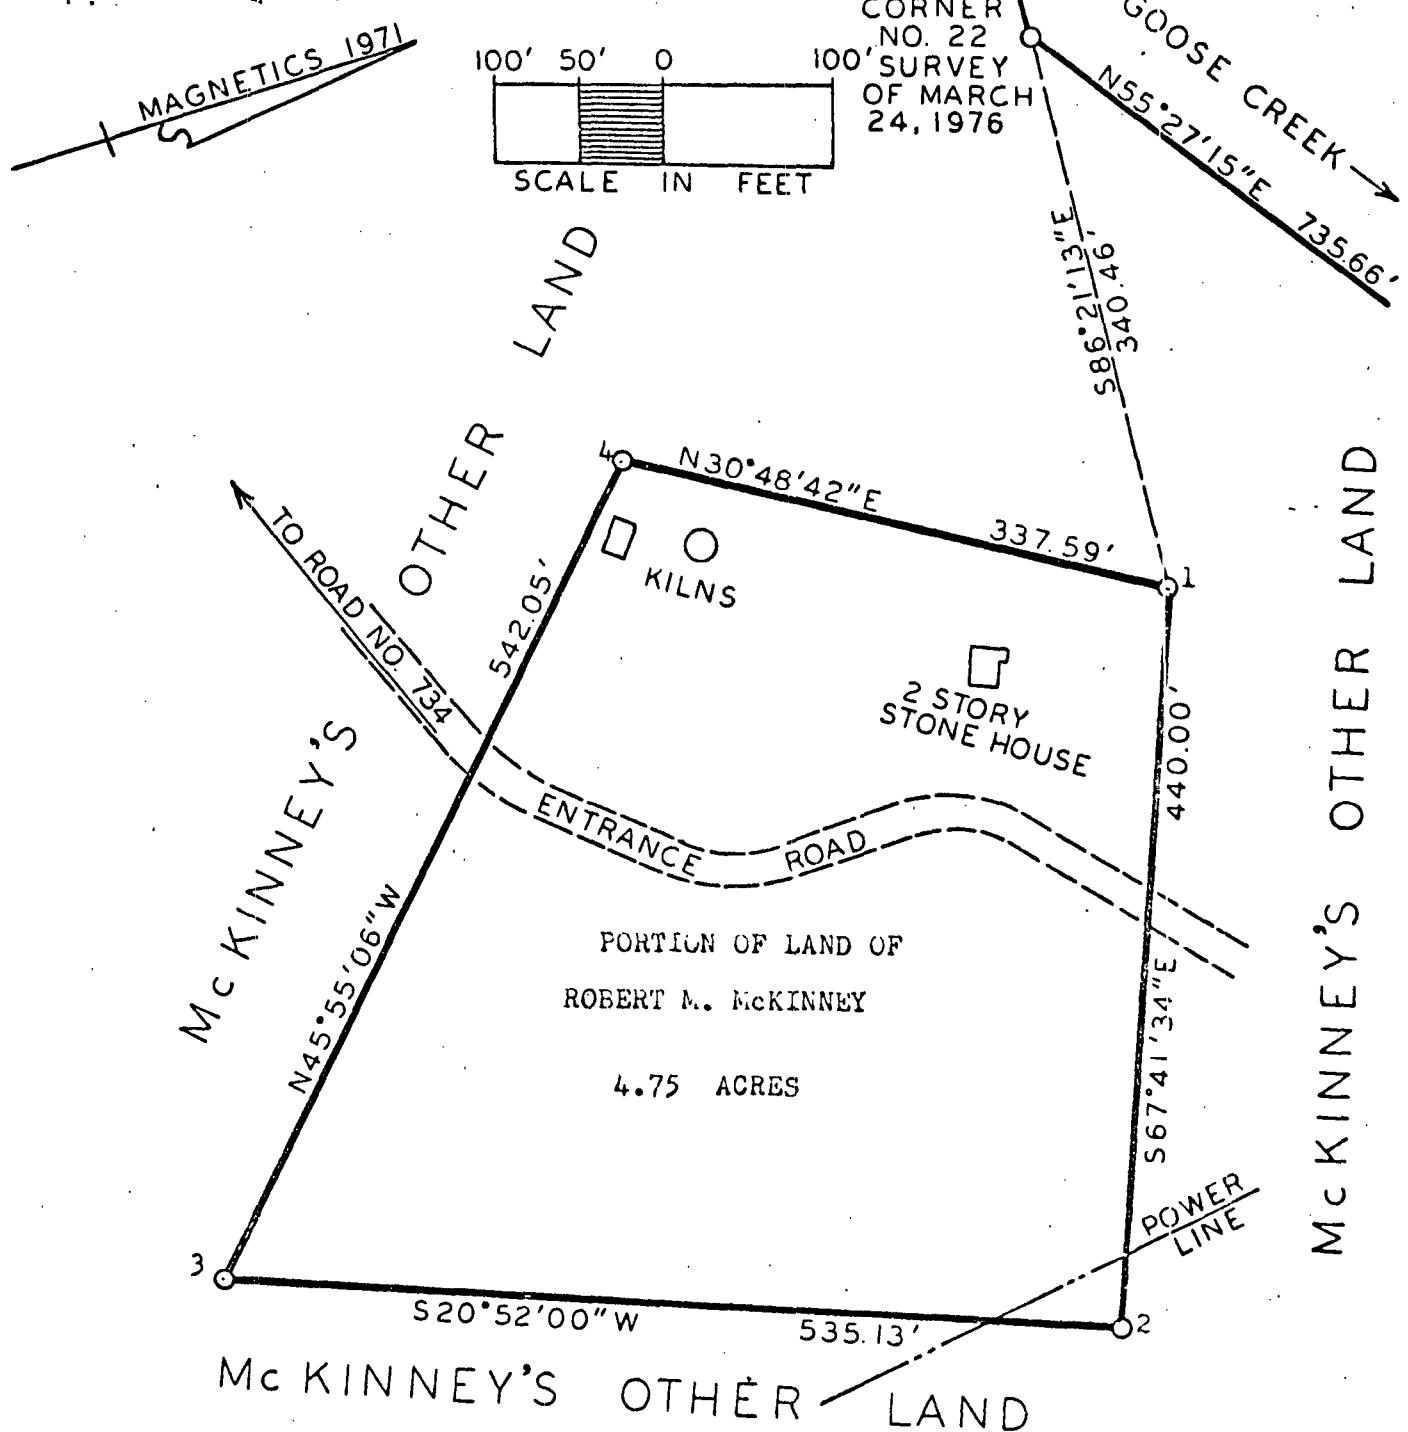 MAGNETICS 1971
100' 50' 0 100'
SCALE IN FEET
CORNER
NO. 22
SURVEY
OF MARCH
24, 1976
GOOSE CREEK
N55°27'15"E 735.66'
S86°21'13"E
340.46'
McKINNEY'S OTHER LAND
TO ROAD NO. 734
4
N30°48'42"E 337.59'
1
KILNS
542.05'
N45°55'06"W
2 STORY
STONE HOUSE
440.00'
S67°41'34"E
ENTRANCE ROAD
PORTION OF LAND OF
ROBERT M. McKINNEY
4.75 ACRES
McKINNEY'S OTHER LAND
POWER
LINE
3
S20°52'00"W 535.13'
2
McKINNEY'S OTHER LAND